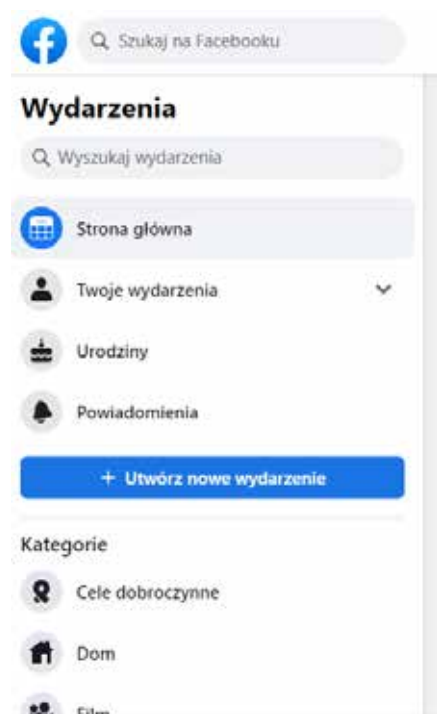 Szukaj na Facebooku
Wydarzenia
Wyszukaj wydarzenia
Strona główna
Twoje wydarzenia
Urodziny
Powiadomienia
+ Utwórz nowe wydarzenie
Kategorie
Cele dobroczynne
Dom
Film